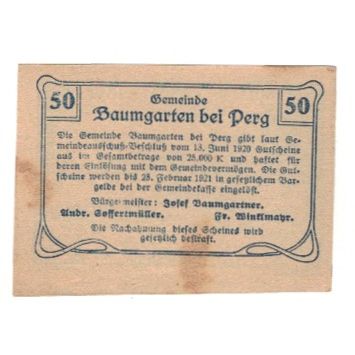 50 Gemeinde 50
Baumgarten bei Perg
Die Gemeinde Baumgarten bei Perg gibt laut Ge-
meindeausschuß-Beschluß vom 13. Juni 1920 Gutscheine
aus im Gesamtbetrage von 25.000 K und haftet für
deren Einlösung mit dem Gemeindevermögen. Die Gut-
scheine werden bis 25. Februar 1921 in gesetzlichem Bar-
gelde bei der Gemeindekasse eingelöst.
Bürgermeister: Josef Baumgartner.
Andr. Soffertmüller. Fr. Winklmayr.
Die Nachahmung dieses Scheines wird
gesetzlich bestraft.